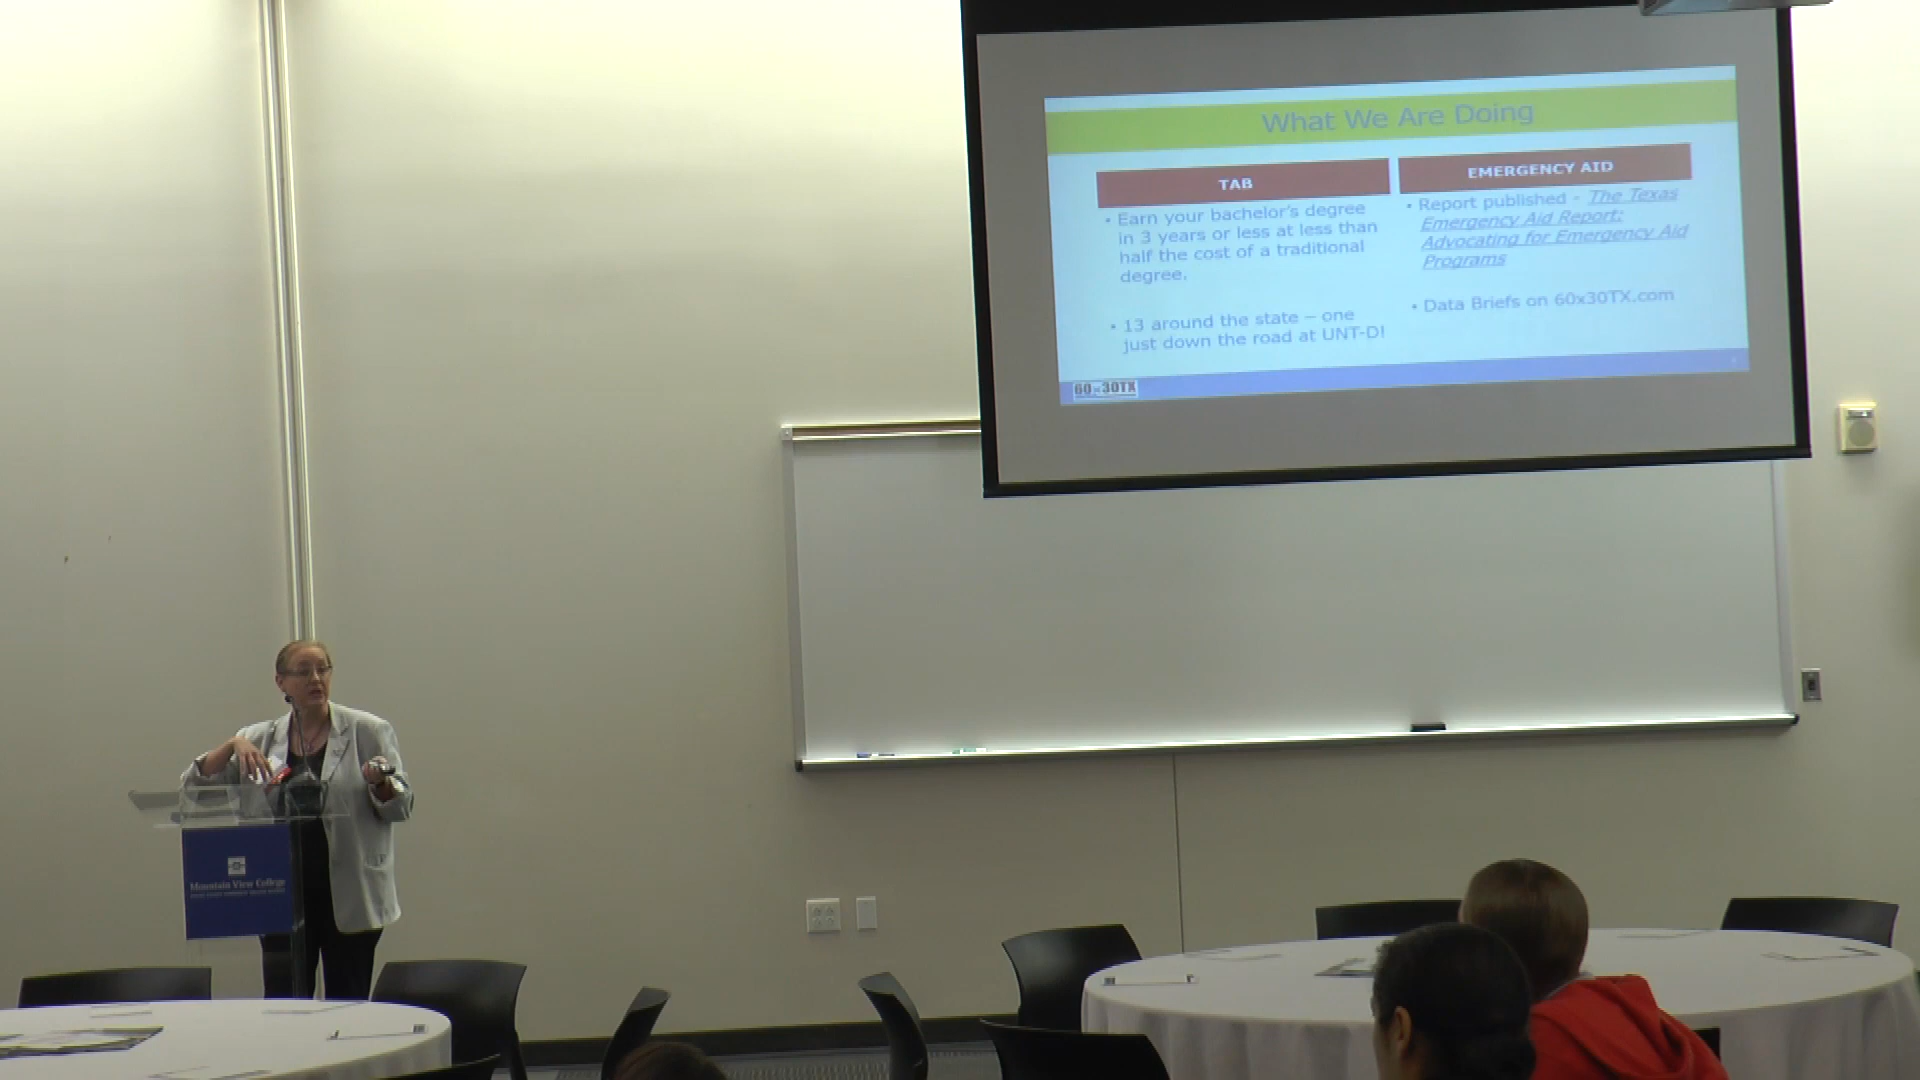 What We Are Doing
TAB
• Earn your bachelor's degree
in 3 years or less at less than
half the cost of a traditional
degree.
• 13 around the state – one
just down the road at UNT-D!
EMERGENCY AID
• Report published - The Texas
Emergency Aid Report:
Advocating for Emergency Aid
Programs
• Data Briefs on 60x30TX.com
60x30TX
Mountain View College